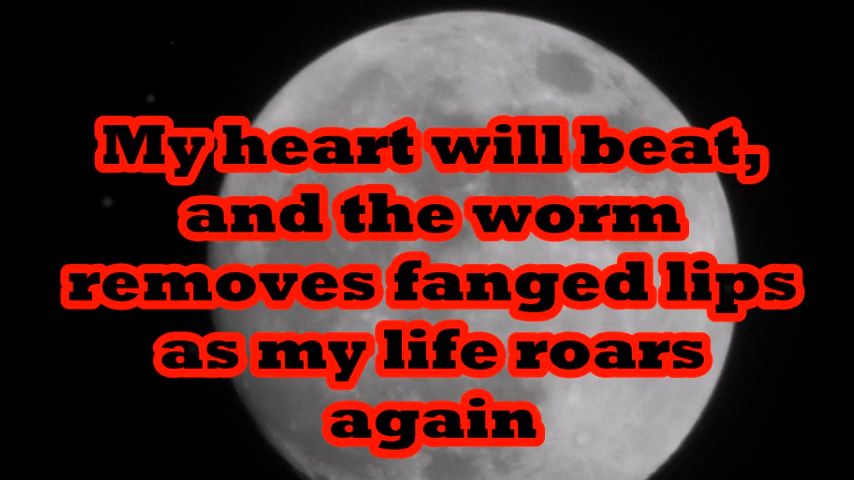 My heart will beat,
and the worm
removes fanged lips
as my life roars
again